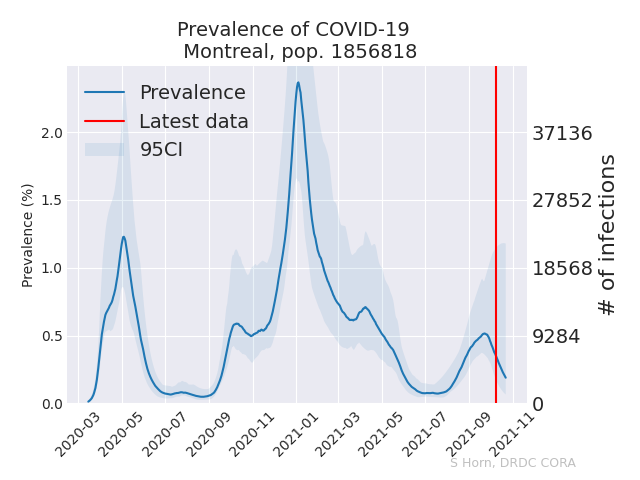 Prevalence of COVID-19
Montreal, pop. 1856818
Prevalence
Latest data
95CI
Prevalence (%)
2.0
1.5
1.0
0.5
0.0
37136
27852
18568
9284
0
# of infections
2020-03
2020-05
2020-07
2020-09
2020-11
2021-01
2021-03
2021-05
2021-07
2021-09
2021-11
S Horn, DRDC CORA